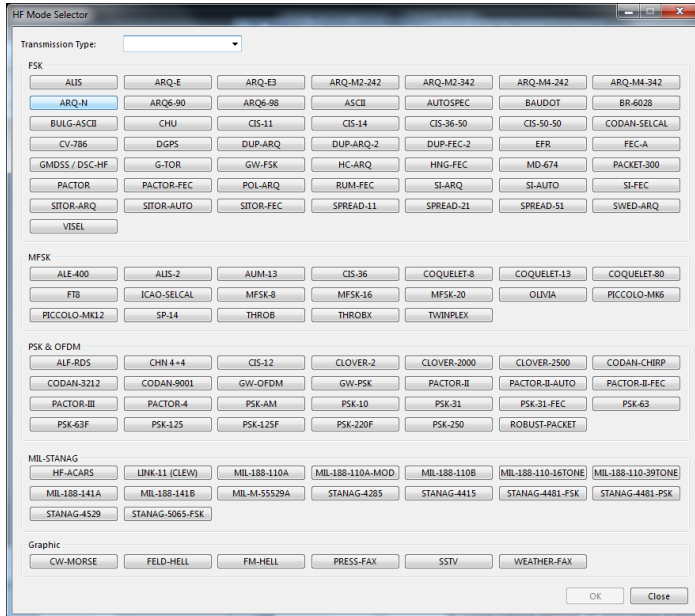 HF Mode Selector
Transmission Type:
FSK
ALIS ARQ-E ARQ-E3 ARQ-M2-242 ARQ-M2-342 ARQ-M4-242 ARQ-M4-342
ARQ-N ARQ6-90 ARQ6-98 ASCII AUTOSPEC BAUDOT BR-6028
BULG-ASCII CHU CIS-11 CIS-14 CIS-36-50 CIS-50-50 CODAN-SELCAL
CV-786 DGPS DUP-ARQ DUP-ARQ-2 DUP-FEC-2 EFR FEC-A
GMDSS / DSC-HF G-TOR GW-FSK HC-ARQ HNG-FEC MD-674 PACKET-300
PACTOR PACTOR-FEC POL-ARQ RUM-FEC SI-ARQ SI-AUTO SI-FEC
SITOR-ARQ SITOR-AUTO SITOR-FEC SPREAD-11 SPREAD-21 SPREAD-51 SWED-ARQ
VISEL
MFSK
ALE-400 ALIS-2 AUM-13 CIS-36 COQUELET-8 COQUELET-13 COQUELET-80
FT8 ICAO-SELCAL MFSK-8 MFSK-16 MFSK-20 OLIVIA PICCOLO-MK6
PICCOLO-MK12 SP-14 THROB THROBX TWINPLEX
PSK & OFDM
ALF-RDS CHN 4+4 CIS-12 CLOVER-2 CLOVER-2000 CLOVER-2500 CODAN-CHIRP
CODAN-3212 CODAN-9001 GW-OFDM GW-PSK PACTOR-II PACTOR-II-AUTO PACTOR-II-FEC
PACTOR-III PACTOR-4 PSK-AM PSK-10 PSK-31 PSK-31-FEC PSK-63
PSK-63F PSK-125 PSK-125F PSK-220F PSK-250 ROBUST-PACKET
MIL-STANAG
HF-ACARS LINK-11 (CLEW) MIL-188-110A MIL-188-110A-MOD MIL-188-110B MIL-188-110-16TONE MIL-188-110-39TONE
MIL-188-141A MIL-188-141B MIL-M-55529A STANAG-4285 STANAG-4415 STANAG-4481-FSK STANAG-4481-PSK
STANAG-4529 STANAG-5065-FSK
Graphic
CW-MORSE FELD-HELL FM-HELL PRESS-FAX SSTV WEATHER-FAX
OK Close